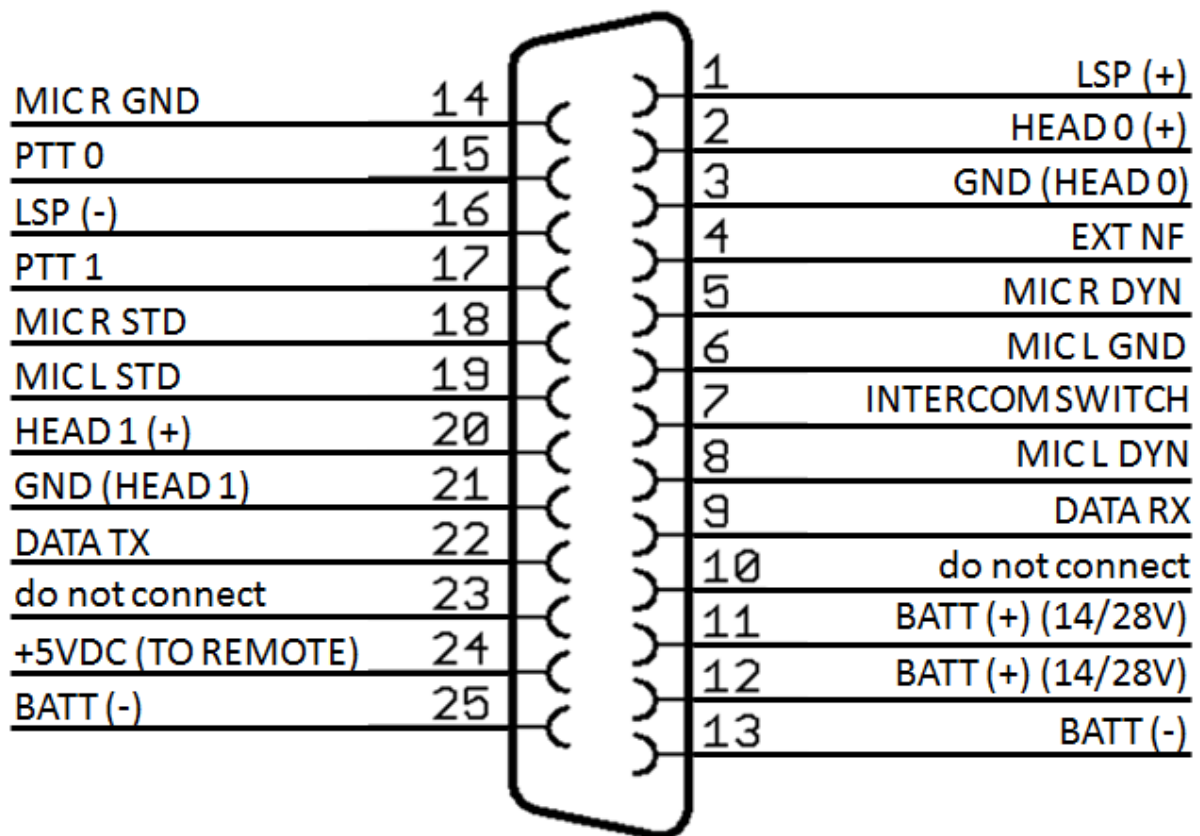 MIC R GND 14
PTT 0 15
LSP (-) 16
PTT 1 17
MIC R STD 18
MIC L STD 19
HEAD 1 (+) 20
GND (HEAD 1) 21
DATA TX 22
do not connect 23
+5VDC (TO REMOTE) 24
BATT (-) 25
1 LSP (+)
2 HEAD 0 (+)
3 GND (HEAD 0)
4 EXT NF
5 MIC R DYN
6 MIC L GND
7 INTERCOM SWITCH
8 MIC L DYN
9 DATA RX
10 do not connect
11 BATT (+) (14/28V)
12 BATT (+) (14/28V)
13 BATT (-)